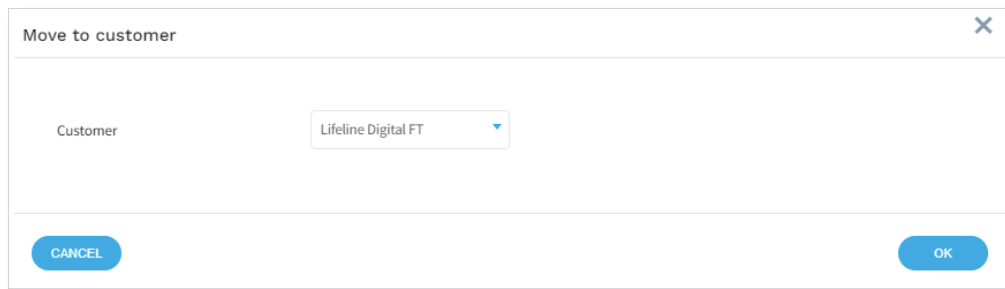 Move to customer
Customer
Lifeline Digital FT
CANCEL
OK